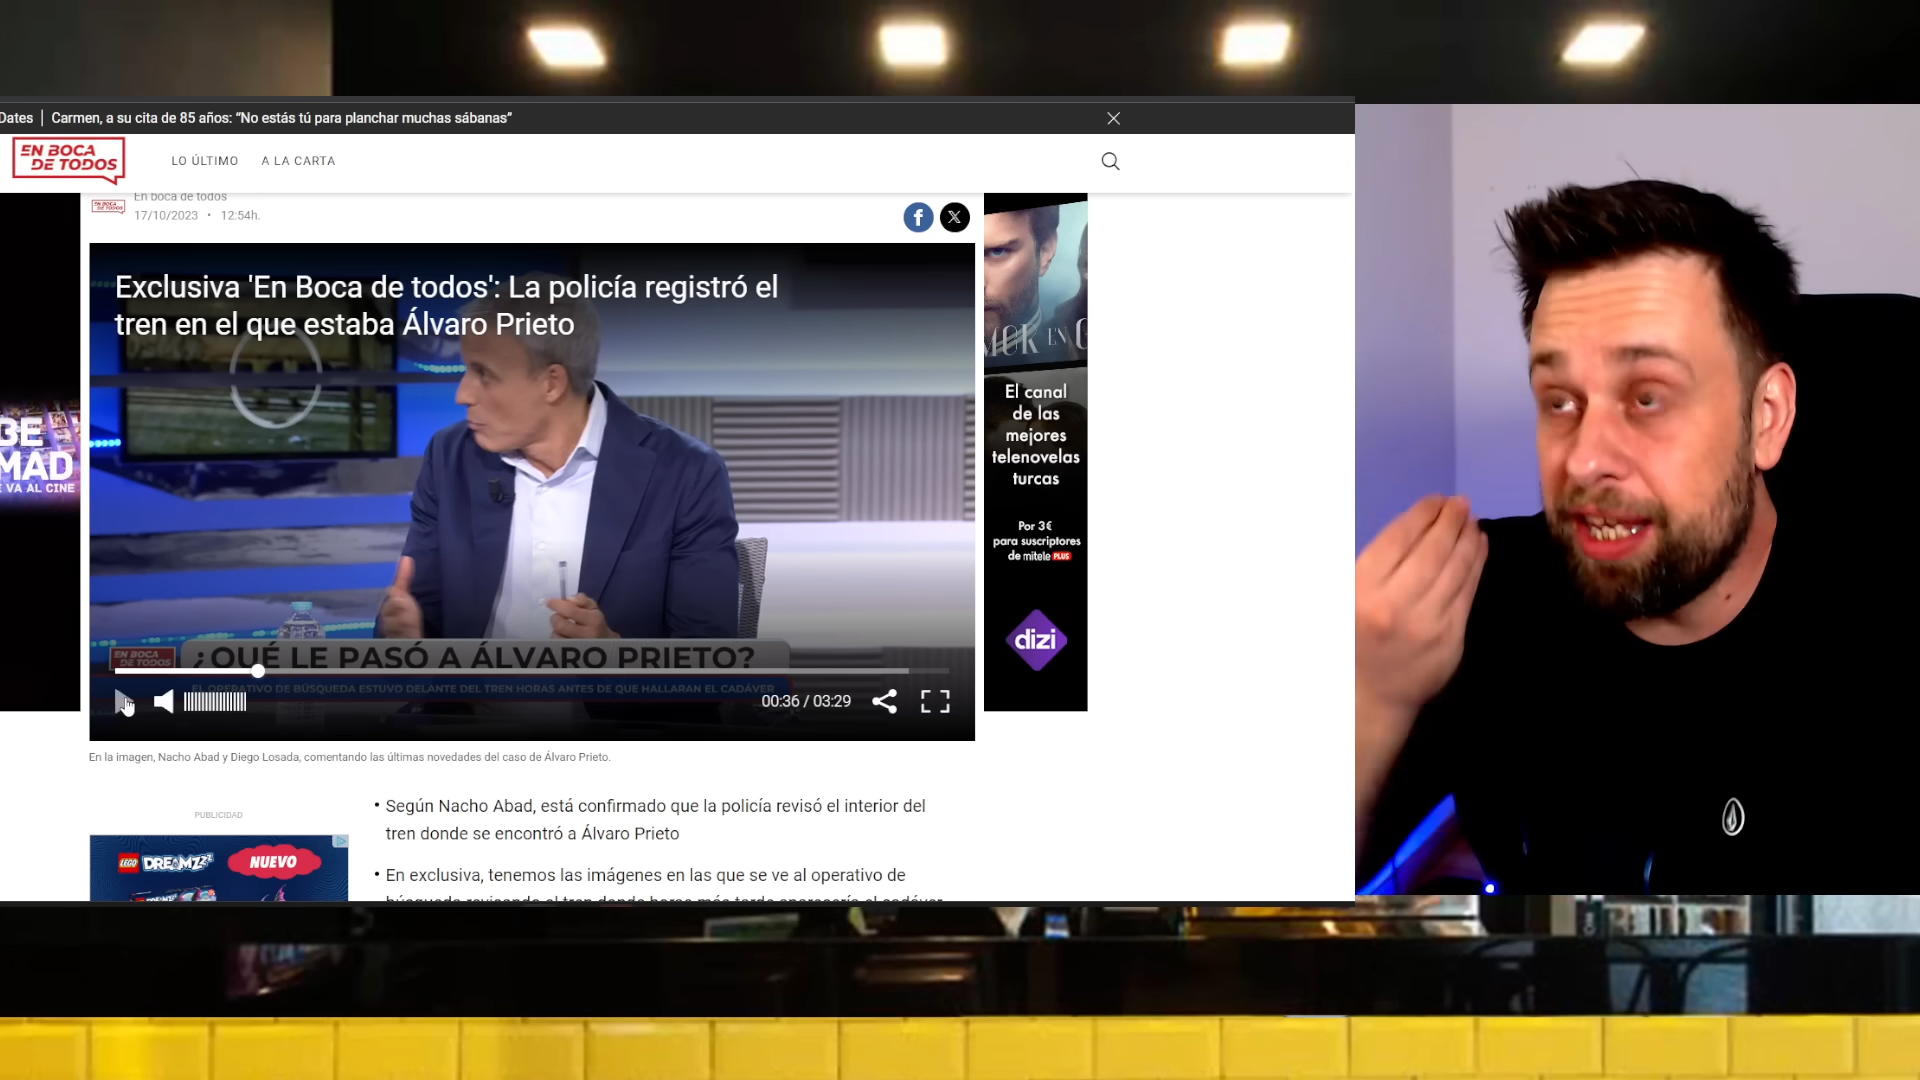 Dates | Carmen, a su cita de 85 años: “No estás tú para planchar muchas sábanas”
EN BOCA
DE TODOS
LO ÚLTIMO
A LA CARTA
En boca de todos
17/10/2023 • 12:54h.
Exclusiva 'En Boca de todos': La policía registró el
tren en el que estaba Álvaro Prieto
EN BOCA
DE TODOS
¿QUÉ LE PASÓ A ÁLVARO PRIETO?
EL OPERATIVO DE BÚSQUEDA ESTUVO DELANTE DEL TREN HORAS ANTES DE QUE HALLARAN EL CADÁVER
00:36 / 03:29
MAD
VA AL CINE
El canal
de las
mejores
telenovelas
turcas
Por 3€
para suscriptores
de mitele PLUS
dizi
En la imagen, Nacho Abad y Diego Losada, comentando las últimas novedades del caso de Álvaro Prieto.
PUBLICIDAD
LEGO DREAMZzz NUEVO
• Según Nacho Abad, está confirmado que la policía revisó el interior del
tren donde se encontró a Álvaro Prieto
• En exclusiva, tenemos las imágenes en las que se ve al operativo de